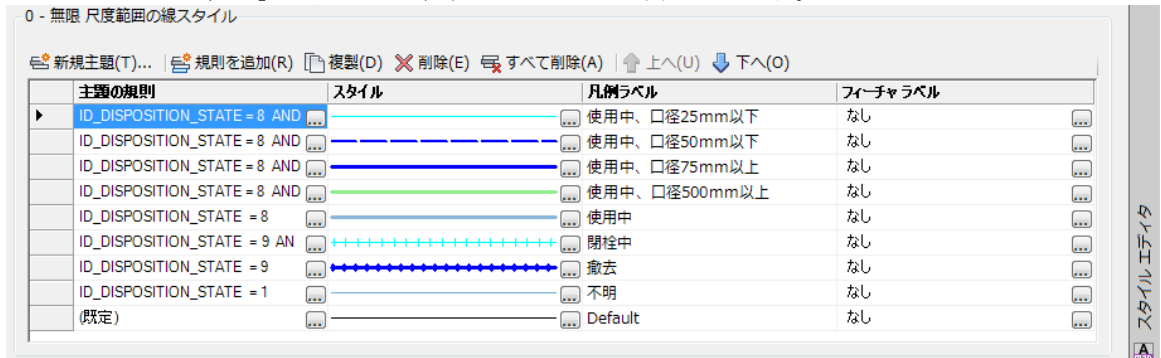 0 - 無限 尺度範囲の線スタイル
新規主題(T)... 規則を追加(R) 複製(D) 削除(E) すべて削除(A) 上へ(U) 下へ(O)
主題の規則 スタイル 凡例ラベル フィーチャ ラベル
ID_DISPOSITION_STATE = 8 AND ... ... 使用中、口径25mm以下 なし ...
ID_DISPOSITION_STATE = 8 AND ... ... 使用中、口径50mm以下 なし ...
ID_DISPOSITION_STATE = 8 AND ... ... 使用中、口径75mm以上 なし ...
ID_DISPOSITION_STATE = 8 AND ... ... 使用中、口径500mm以上 なし ...
ID_DISPOSITION_STATE = 8 ... ... 使用中 なし ...
ID_DISPOSITION_STATE = 9 AN ... ... 閉栓中 なし ...
ID_DISPOSITION_STATE = 9 ... ... 撤去 なし ...
ID_DISPOSITION_STATE = 1 ... ... 不明 なし ...
(既定) ... ... Default なし ...
スタイル エディタ